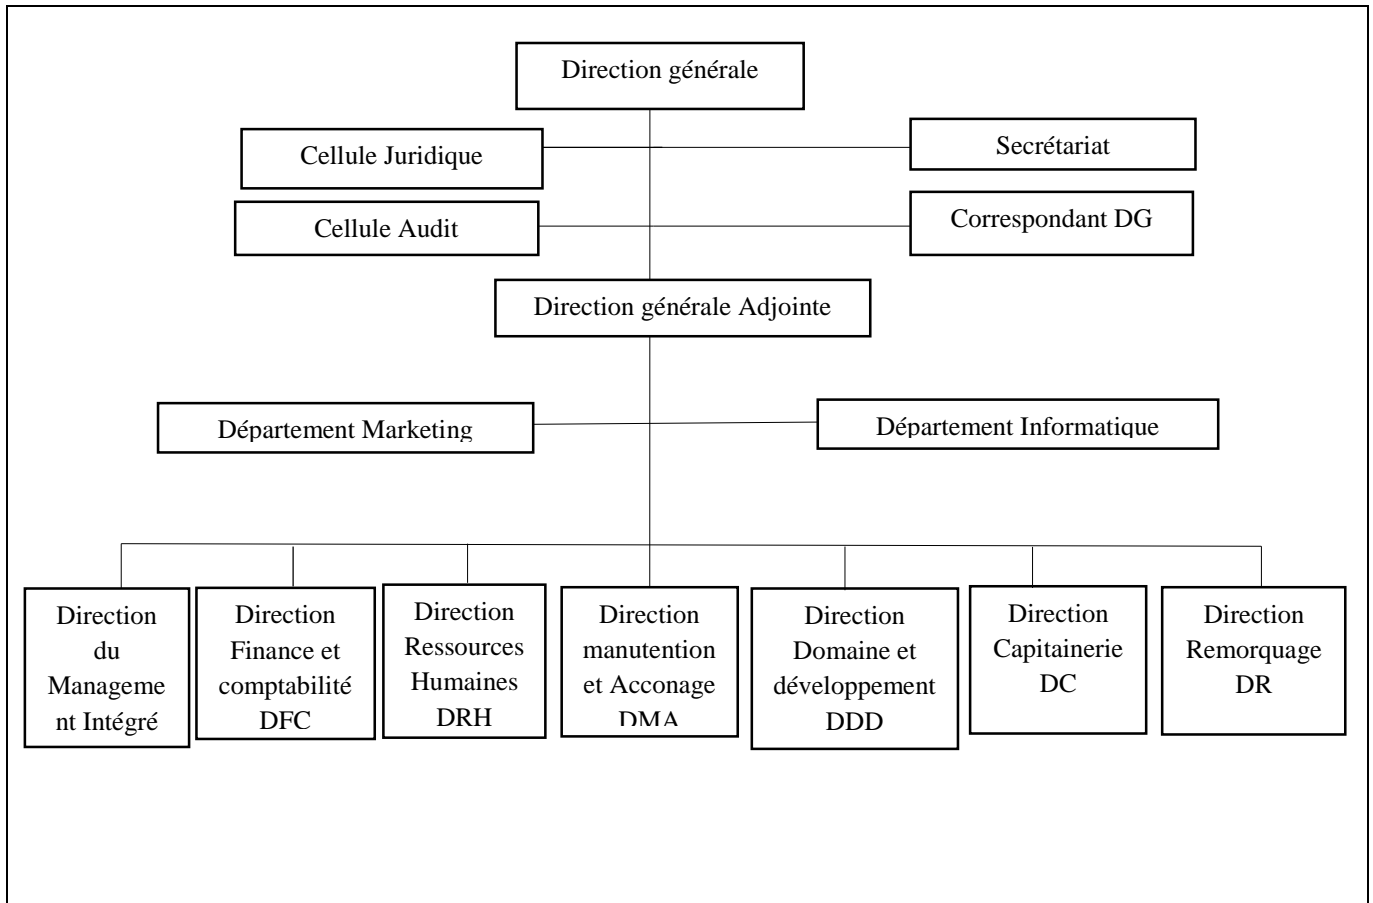 Direction générale
Cellule Juridique
Secrétariat
Cellule Audit
Correspondant DG
Direction générale Adjointe
Département Marketing
Département Informatique
Direction
du
Manageme
nt Intégré
Direction
Finance et
comptabilité
DFC
Direction
Ressources
Humaines
DRH
Direction
manutention
et Acconage
DMA
Direction
Domaine et
développement
DDD
Direction
Capitainerie
DC
Direction
Remorquage
DR